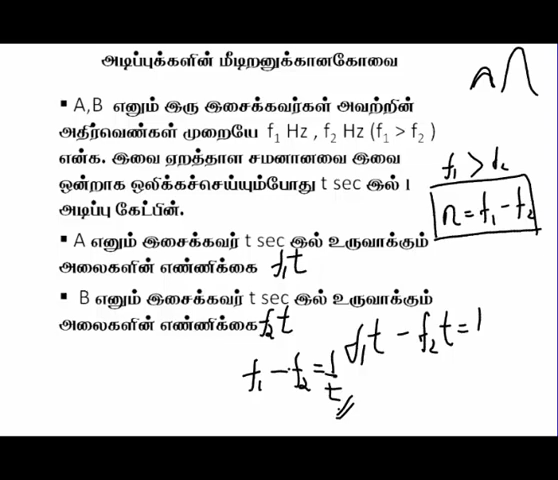 அடிப்புக்களின் மீடிறனுக்கானகோவை
▪ A,B எனும் இரு இசைக்கவர்கள் அவற்றின்
அதிர்வெண்கள் முறையே f₁ Hz , f₂ Hz (f₁ > f₂ )
என்க. இவை ஏறத்தாள சமனானவை இவை
ஒன்றாக ஒலிக்கச்செய்யும்போது t sec இல் 1
அடிப்பு கேட்பின்.
f₁ > f₂
n = f₁ - f₂
▪ A எனும் இசைக்கவர் t sec இல் உருவாக்கும்
அலைகளின் எண்ணிக்கை f₁t
▪ B எனும் இசைக்கவர் t sec இல் உருவாக்கும்
அலைகளின் எண்ணிக்கை f₂t
f₁t - f₂t = 1
f₁ - f₂ = 1/t